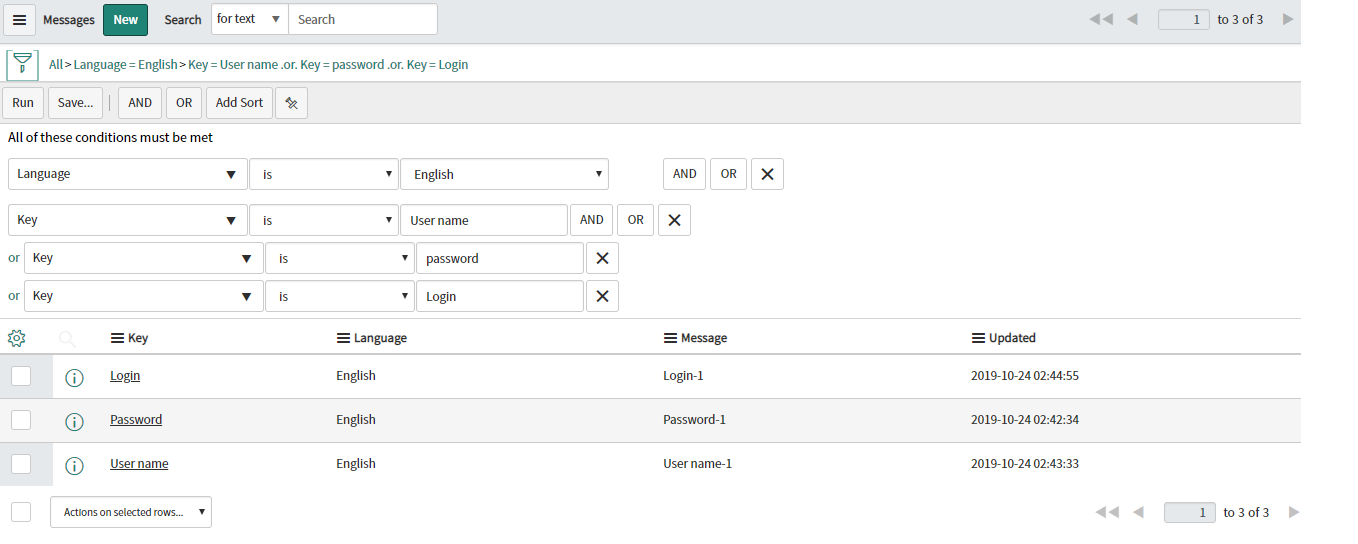 Messages New Search for text Search 1 to 3 of 3
All > Language = English > Key = User name .or. Key = password .or. Key = Login
Run Save... AND OR Add Sort
All of these conditions must be met
Language is English AND OR
Key is User name AND OR
or Key is password
or Key is Login
Key Language Message Updated
Login English Login-1 2019-10-24 02:44:55
Password English Password-1 2019-10-24 02:42:34
User name English User name-1 2019-10-24 02:43:33
Actions on selected rows... 1 to 3 of 3